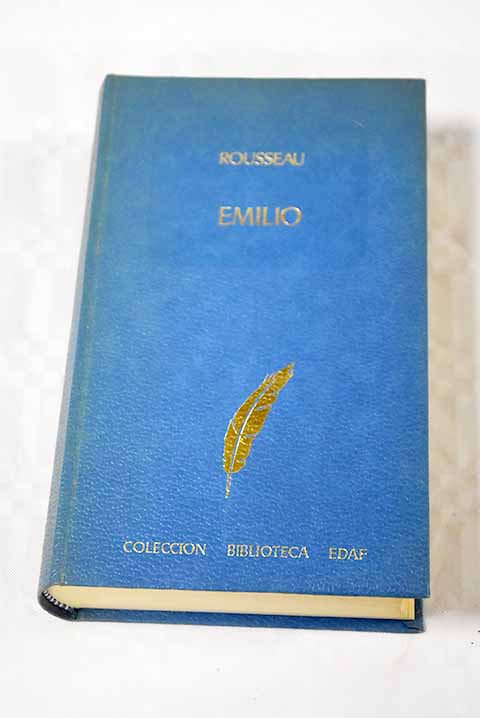 ROUSSEAU
EMILIO
COLECCION BIBLIOTECA EDAF